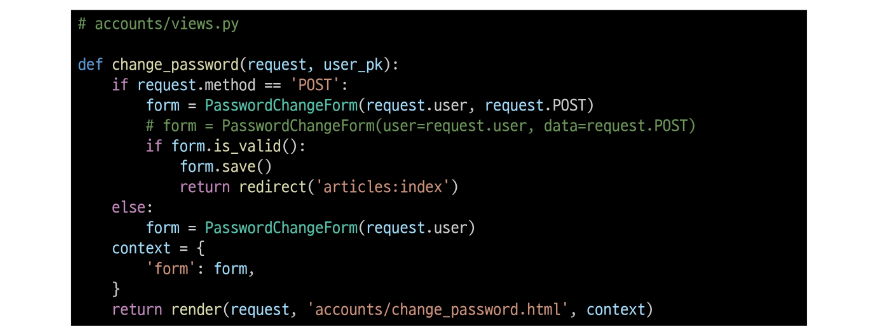 # accounts/views.py
def change_password(request, user_pk):
    if request.method == 'POST':
        form = PasswordChangeForm(request.user, request.POST)
        # form = PasswordChangeForm(user=request.user, data=request.POST)
        if form.is_valid():
            form.save()
            return redirect('articles:index')
    else:
        form = PasswordChangeForm(request.user)
    context = {
        'form': form,
    }
    return render(request, 'accounts/change_password.html', context)